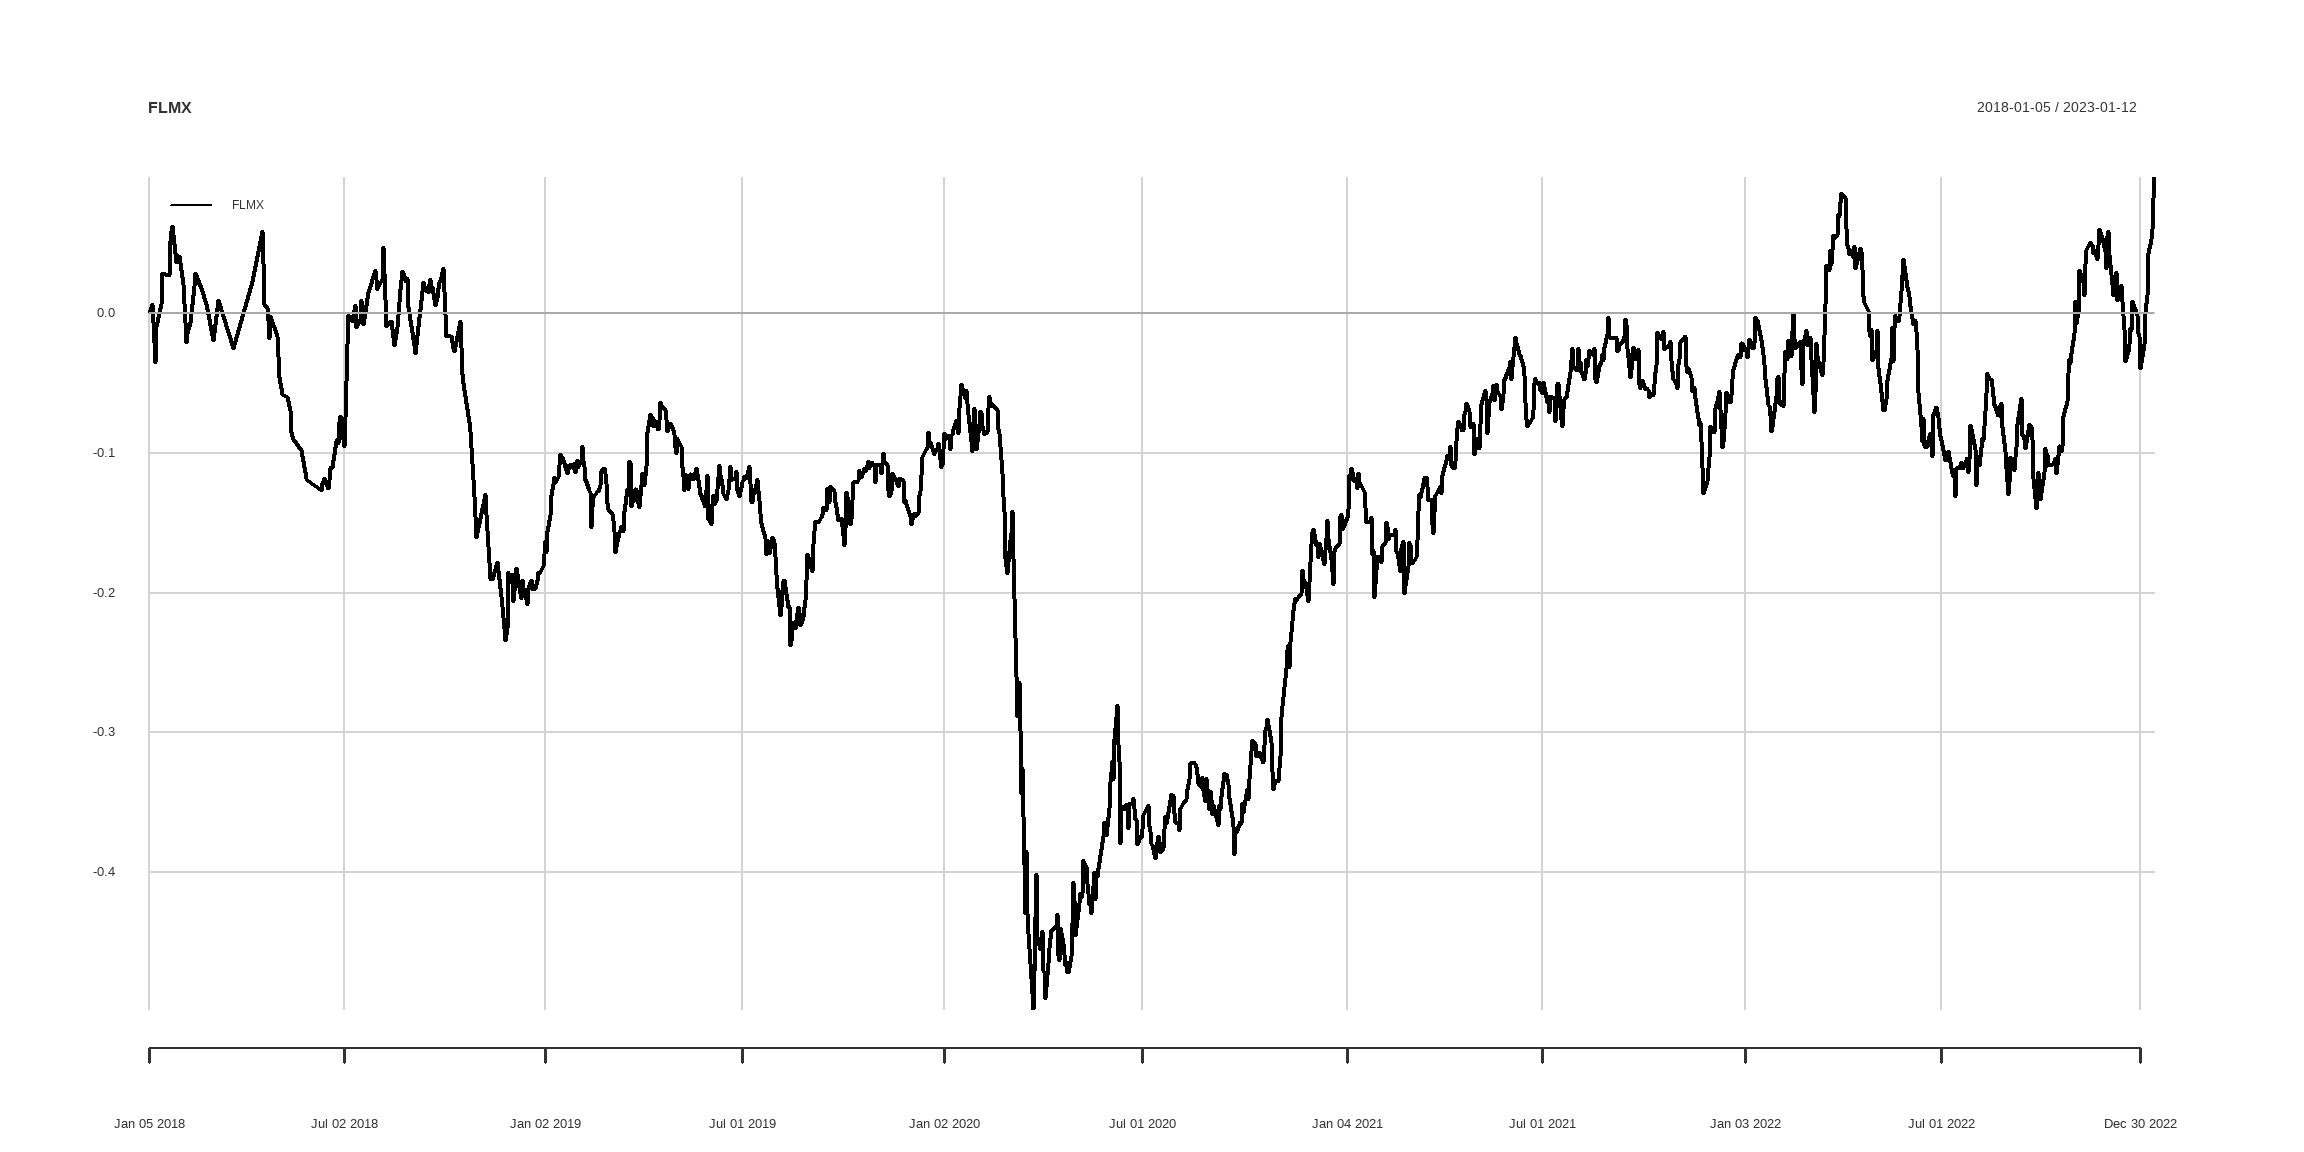 FLMX
2018-01-05 / 2023-01-12
FLMX
0.0
-0.1
-0.2
-0.3
-0.4
Jan 05 2018
Jul 02 2018
Jan 02 2019
Jul 01 2019
Jan 02 2020
Jul 01 2020
Jan 04 2021
Jul 01 2021
Jan 03 2022
Jul 01 2022
Dec 30 2022